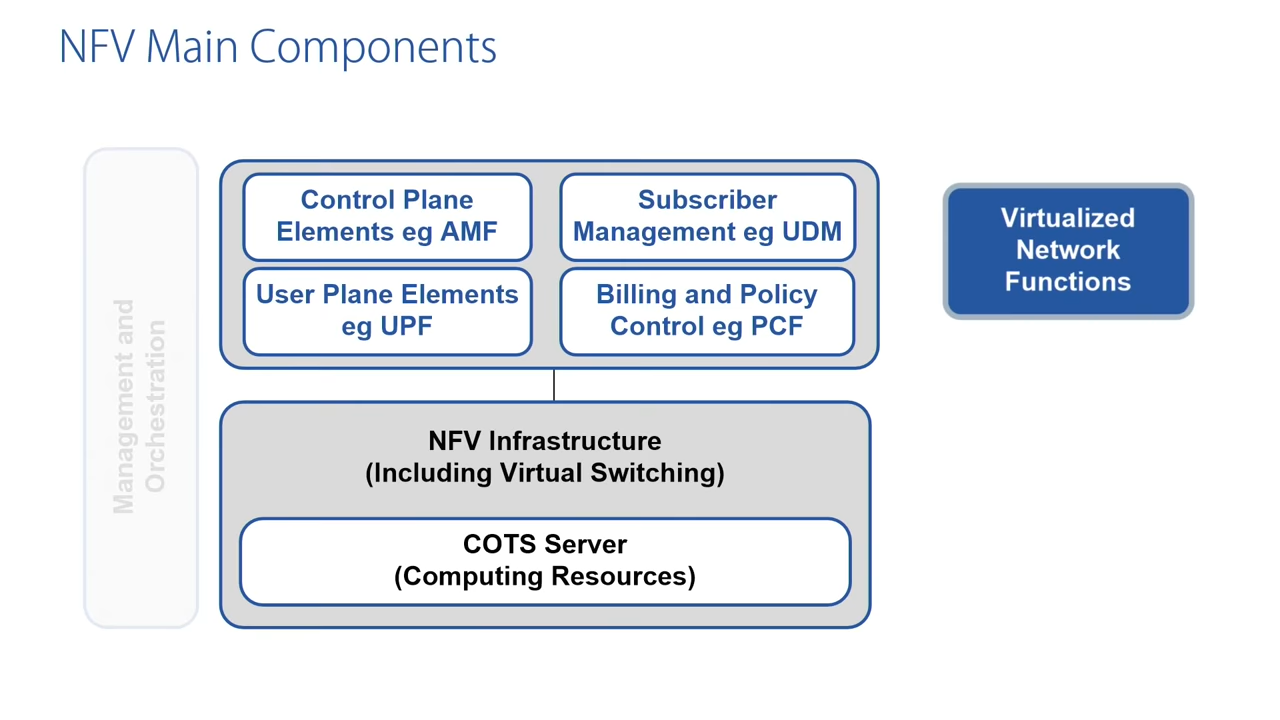 NFV Main Components
Management and
Orchestration
Control Plane
Elements eg AMF
Subscriber
Management eg UDM
User Plane Elements
eg UPF
Billing and Policy
Control eg PCF
Virtualized
Network
Functions
NFV Infrastructure
(Including Virtual Switching)
COTS Server
(Computing Resources)